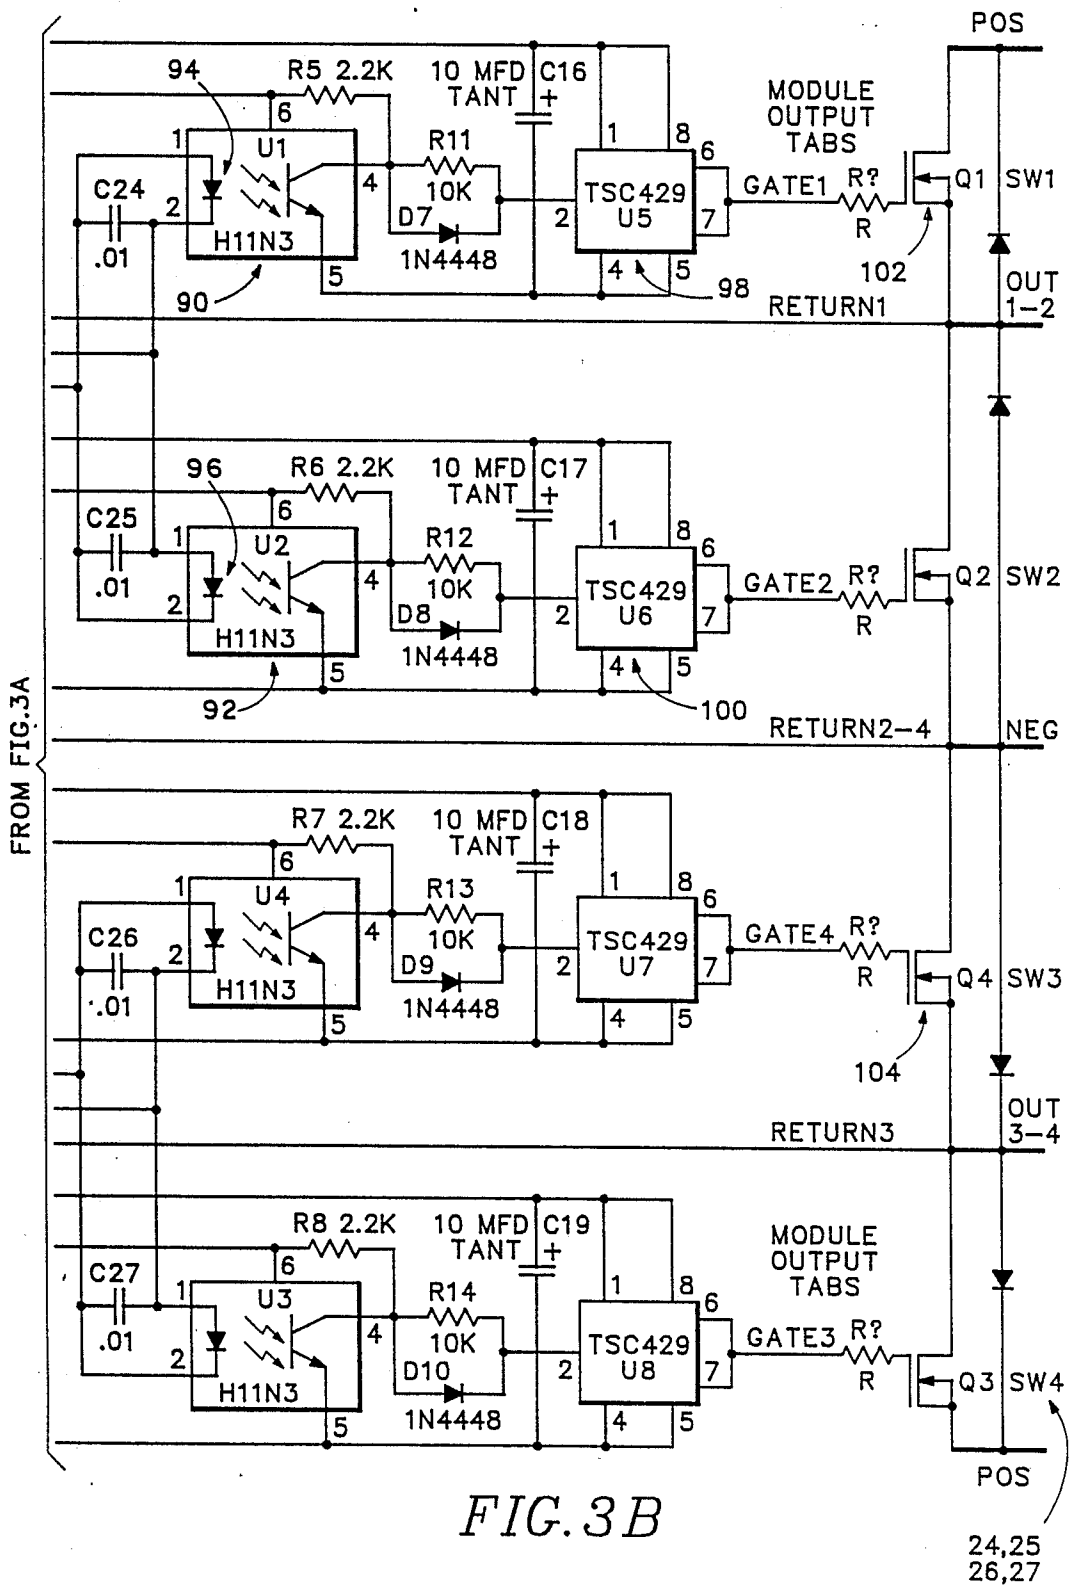 POS
94
R5 2.2K
10 MFD C16
TANT +
MODULE
OUTPUT
TABS
6
1
U1
R11
1
8
6
C24
4
10K
TSC429
GATE1
R?
Q1
SW1
2
D7
2
U5
.01
H11N3
1N4448
7
R
5
4
5
102
90
98
OUT
1-2
RETURN1
96
R6 2.2K
10 MFD C17
TANT +
C25
6
1
U2
R12
1
8
6
.01
4
10K
TSC429
GATE2
R?
Q2
SW2
2
D8
2
U6
7
R
H11N3
1N4448
5
4
5
92
100
FROM FIG.3A
RETURN2-4
NEG
R7 2.2K
10 MFD C18
TANT +
6
1
U4
R13
1
8
6
C26
4
10K
TSC429
GATE4
R?
2
D9
2
U7
7
R
Q4
SW3
.01
H11N3
1N4448
5
4
5
104
OUT
3-4
RETURN3
R8 2.2K
10 MFD C19
TANT +
MODULE
OUTPUT
TABS
C27
6
1
U3
R14
1
8
6
.01
4
10K
TSC429
GATE3
R?
2
D10
2
U8
7
R
Q3
SW4
H11N3
1N4448
5
4
5
POS
FIG.3B
24,25
26,27